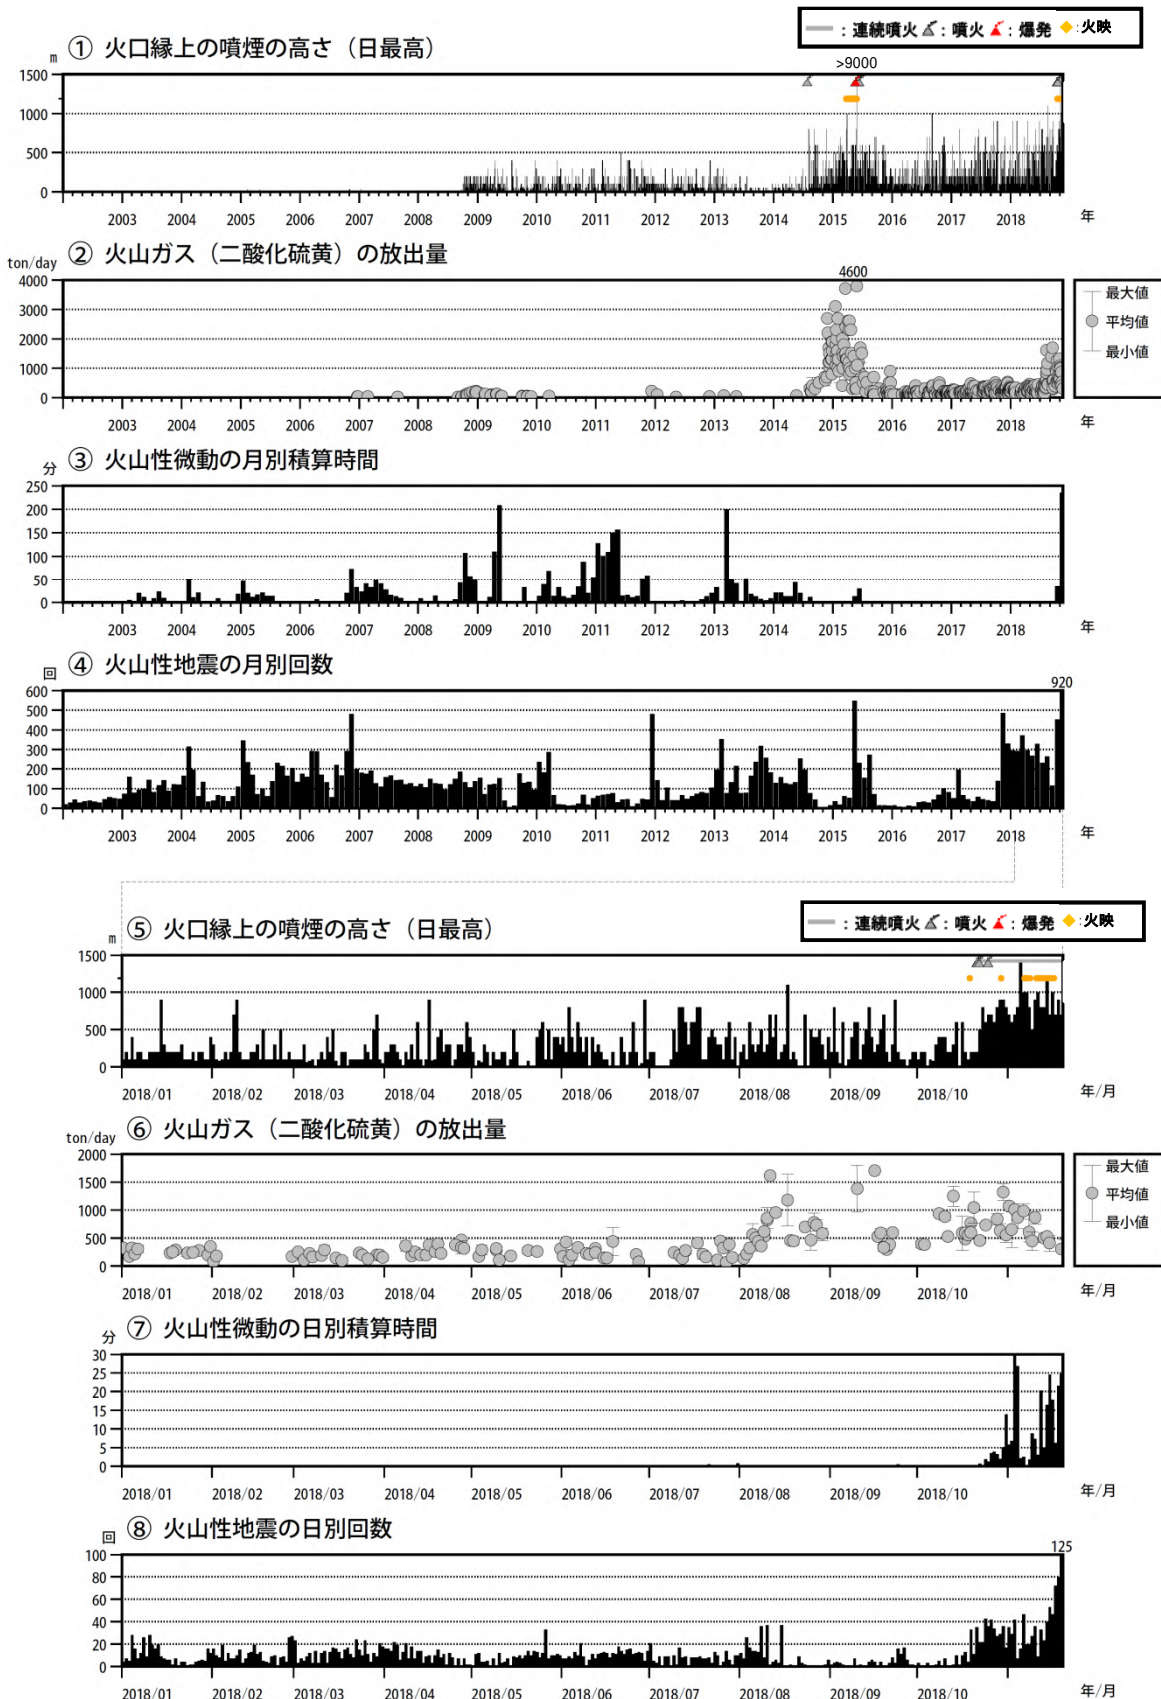 ━ : 連続噴火 : 噴火 : 爆発 ◆ 火映
① 火口縁上の噴煙の高さ（日最高）
m
>9000
1500
1000
500
0
2003 2004 2005 2006 2007 2008 2009 2010 2011 2012 2013 2014 2015 2016 2017 2018 年
② 火山ガス（二酸化硫黄）の放出量
ton/day
4600
4000
3000
2000
1000
0
最大値
平均値
最小値
2003 2004 2005 2006 2007 2008 2009 2010 2011 2012 2013 2014 2015 2016 2017 2018 年
③ 火山性微動の月別積算時間
分
250
200
150
100
50
0
2003 2004 2005 2006 2007 2008 2009 2010 2011 2012 2013 2014 2015 2016 2017 2018 年
④ 火山性地震の月別回数
回
920
600
500
400
300
200
100
0
2003 2004 2005 2006 2007 2008 2009 2010 2011 2012 2013 2014 2015 2016 2017 2018 年
━ : 連続噴火 : 噴火 : 爆発 ◆ : 火映
⑤ 火口縁上の噴煙の高さ（日最高）
m
1500
1000
500
0
2018/01 2018/02 2018/03 2018/04 2018/05 2018/06 2018/07 2018/08 2018/09 2018/10 年/月
⑥ 火山ガス（二酸化硫黄）の放出量
ton/day
2000
1500
1000
500
0
最大値
平均値
最小値
2018/01 2018/02 2018/03 2018/04 2018/05 2018/06 2018/07 2018/08 2018/09 2018/10 年/月
⑦ 火山性微動の日別積算時間
分
30
25
20
15
10
5
0
2018/01 2018/02 2018/03 2018/04 2018/05 2018/06 2018/07 2018/08 2018/09 2018/10 年/月
⑧ 火山性地震の日別回数
回
125
100
80
60
40
20
0
2018/01 2018/02 2018/03 2018/04 2018/05 2018/06 2018/07 2018/08 2018/09 2018/10 年/月